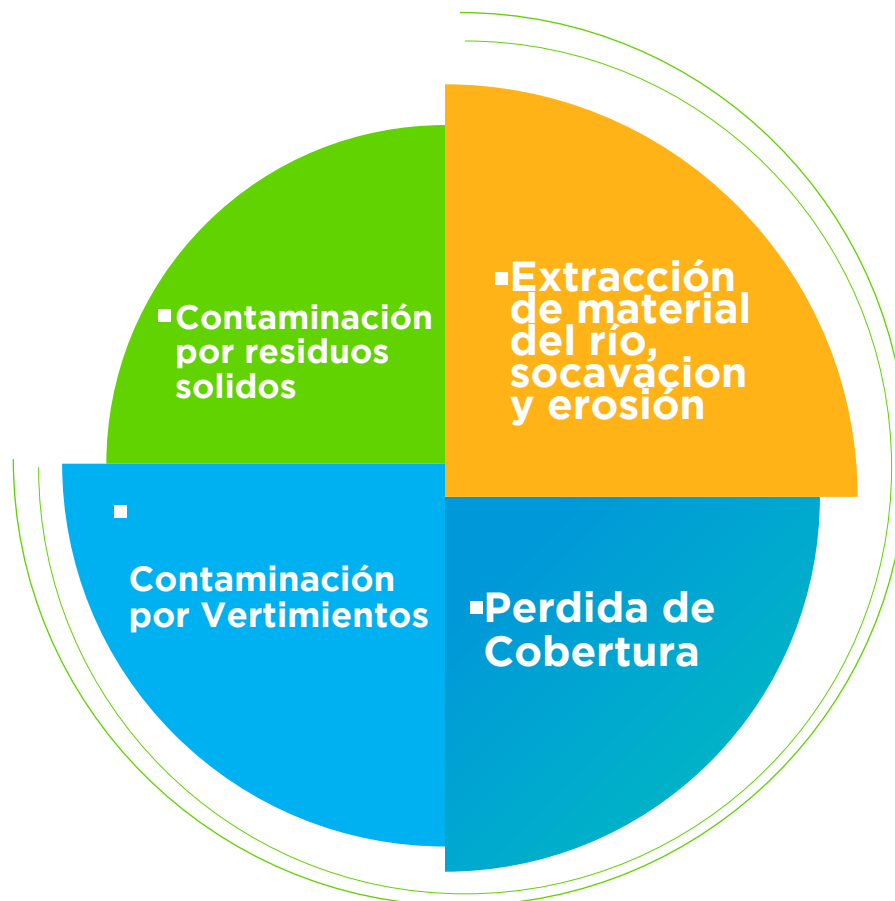 Contaminación
por residuos
solidos
Extracción
de material
del río,
socavacion
y erosión
Contaminación
por Vertimientos
Perdida de
Cobertura